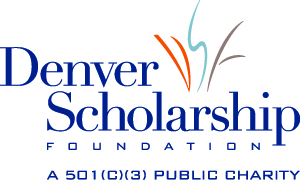 Denver
Scholarship
FOUNDATION
A 501(C)(3) PUBLIC CHARITY